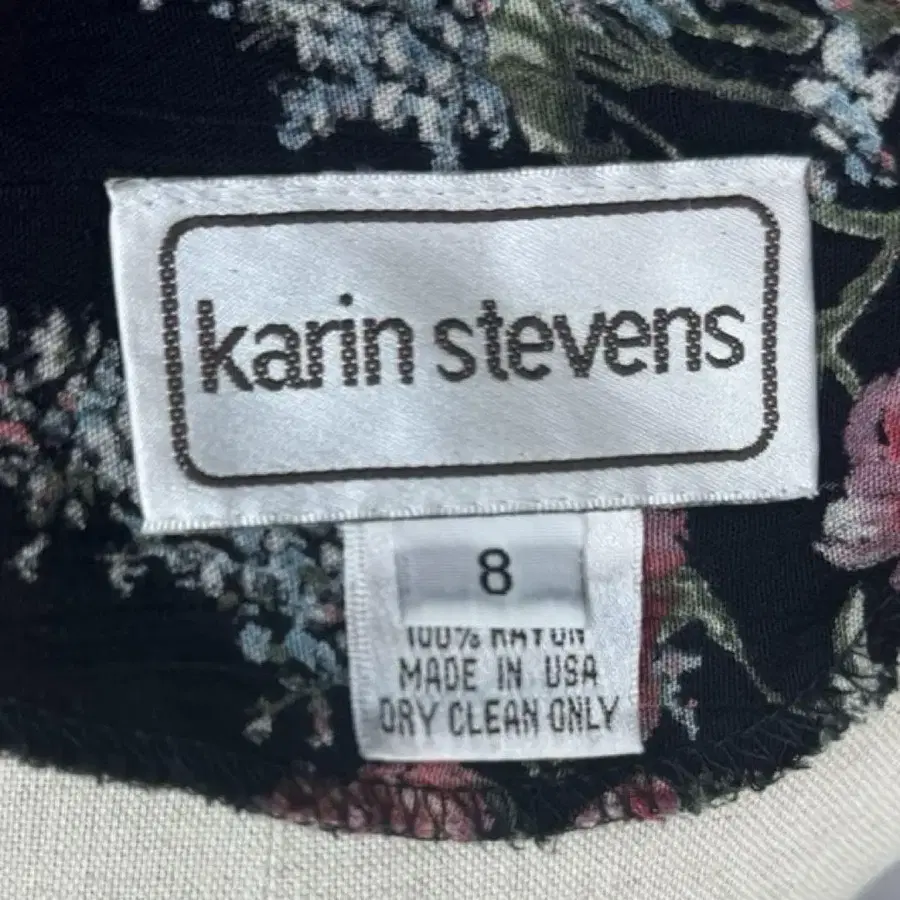 karin stevens
8
100% RAYON
MADE IN USA
DRY CLEAN ONLY